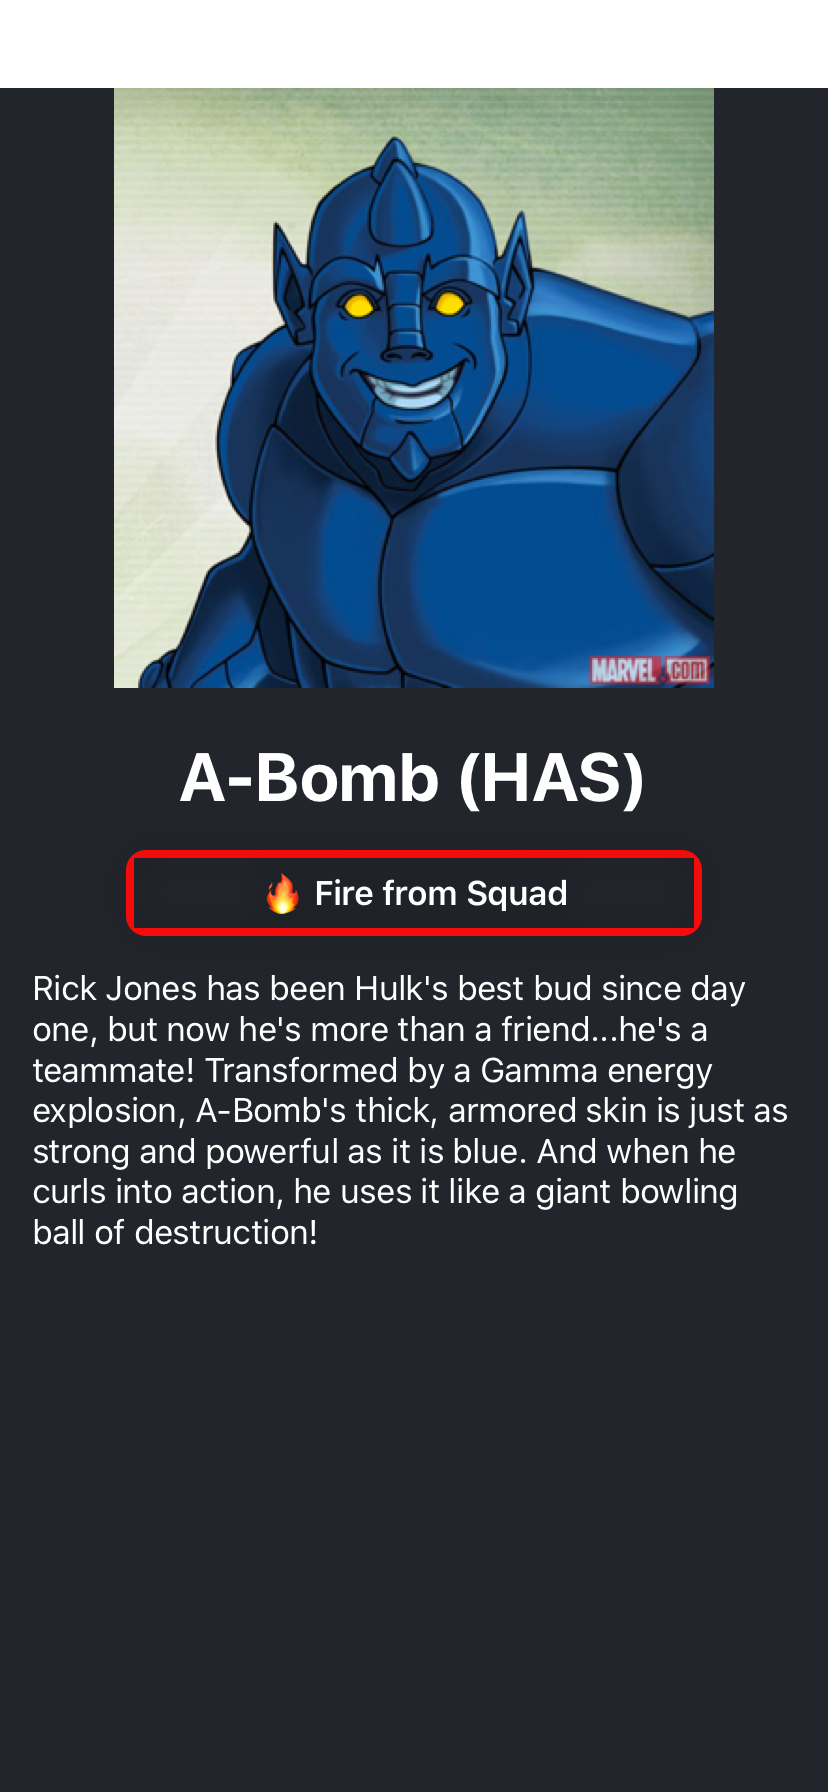 MARVEL.com
A-Bomb (HAS)
🔥 Fire from Squad
Rick Jones has been Hulk's best bud since day
one, but now he's more than a friend...he's a
teammate! Transformed by a Gamma energy
explosion, A-Bomb's thick, armored skin is just as
strong and powerful as it is blue. And when he
curls into action, he uses it like a giant bowling
ball of destruction!